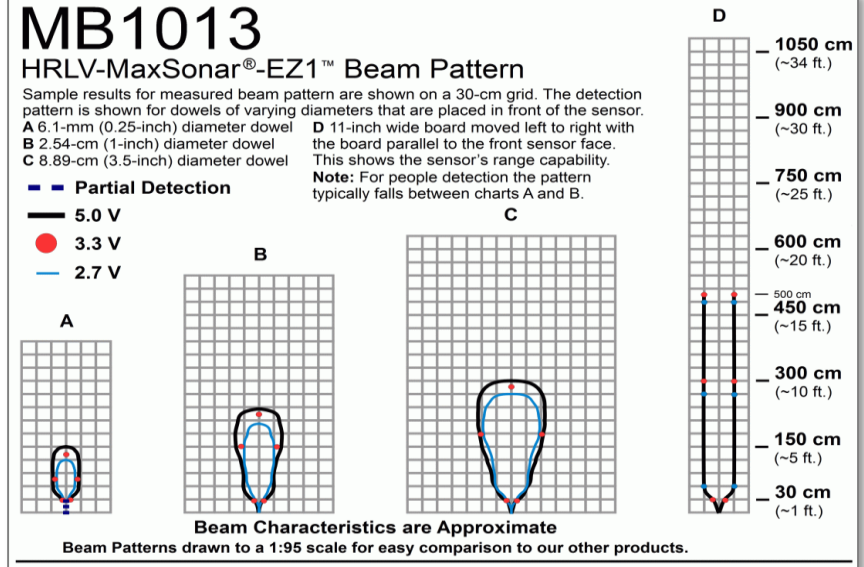 MB1013
HRLV-MaxSonar®-EZ1™ Beam Pattern
Sample results for measured beam pattern are shown on a 30-cm grid. The detection
pattern is shown for dowels of varying diameters that are placed in front of the sensor.
A 6.1-mm (0.25-inch) diameter dowel
B 2.54-cm (1-inch) diameter dowel
C 8.89-cm (3.5-inch) diameter dowel
D 11-inch wide board moved left to right with
the board parallel to the front sensor face.
This shows the sensor's range capability.
Note: For people detection the pattern
typically falls between charts A and B.
Partial Detection
5.0 V
3.3 V
2.7 V
A
B
C
D
1050 cm
(~34 ft.)
900 cm
(~30 ft.)
750 cm
(~25 ft.)
600 cm
(~20 ft.)
500 cm
450 cm
(~15 ft.)
300 cm
(~10 ft.)
150 cm
(~5 ft.)
30 cm
(~1 ft.)
Beam Characteristics are Approximate
Beam Patterns drawn to a 1:95 scale for easy comparison to our other products.